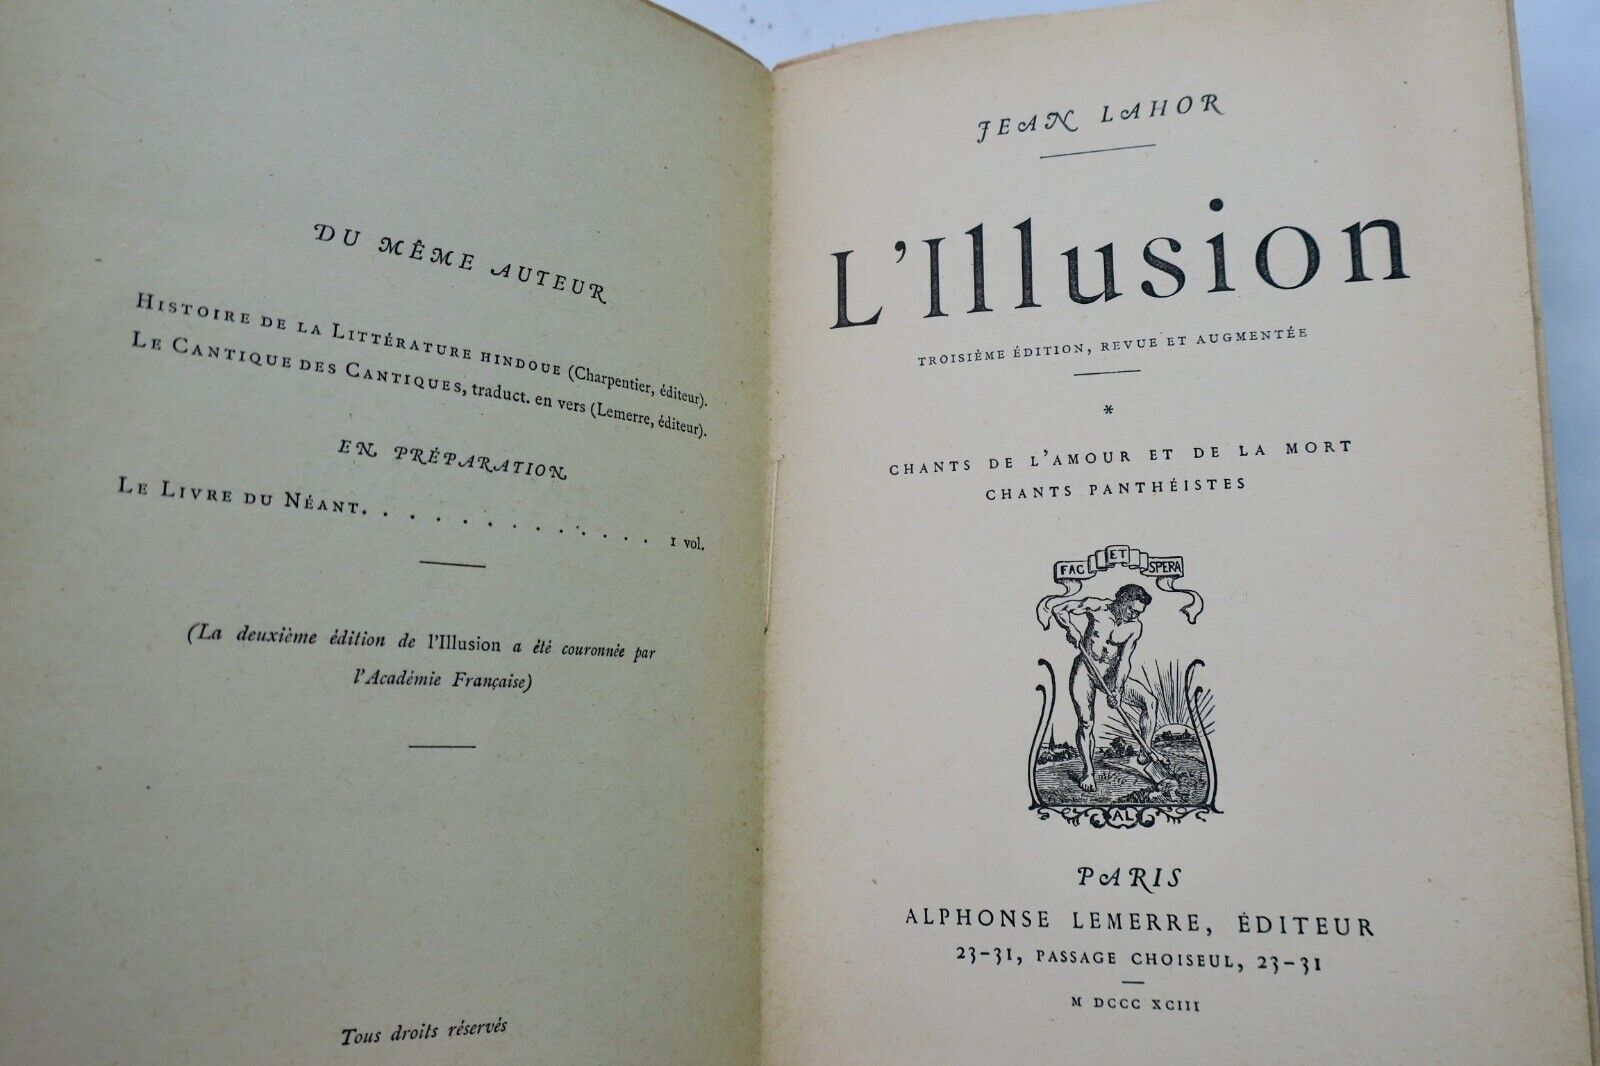 DU MÊME AUTEUR
HISTOIRE DE LA LITTÉRATURE HINDOUE (Charpentier, éditeur).
LE CANTIQUE DES CANTIQUES, traduct. en vers (Lemerre, éditeur).
EN PRÉPARATION
LE LIVRE DU NÉANT. . . . . . . . . . . . . 1 vol.
(La deuxième édition de l'Illusion a été couronnée par
l'Académie Française)
Tous droits réservés
JEAN LAHOR
L'Illusion
TROISIÈME ÉDITION, REVUE ET AUGMENTÉE
*
CHANTS DE L'AMOUR ET DE LA MORT
CHANTS PANTHÉISTES
FAC ET SPERA
AL
PARIS
ALPHONSE LEMERRE, ÉDITEUR
23-31, PASSAGE CHOISEUL, 23-31
M DCCC XCIII